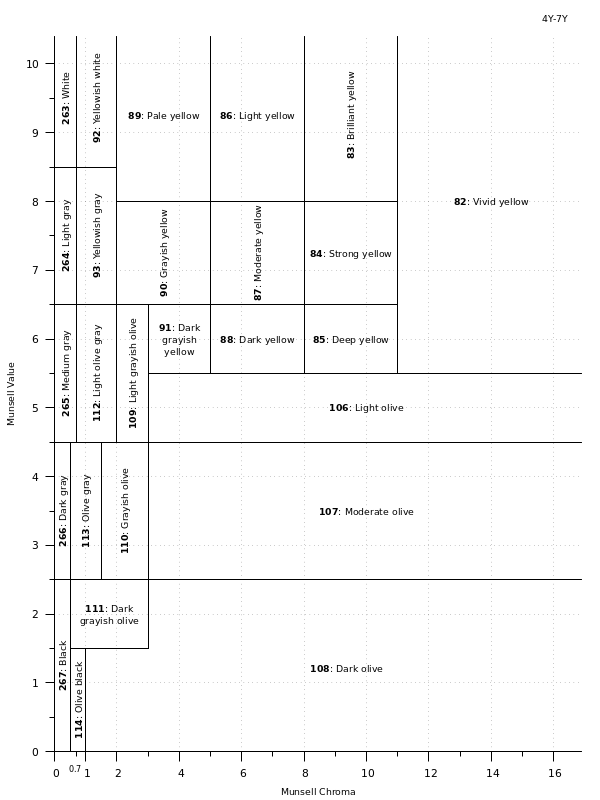 4Y-7Y
10
9
8
7
6
5
4
3
2
1
0
Munsell Value
263: White
92: Yellowish white
89: Pale yellow
86: Light yellow
83: Brilliant yellow
82: Vivid yellow
264: Light gray
93: Yellowish gray
90: Grayish yellow
87: Moderate yellow
84: Strong yellow
265: Medium gray
112: Light olive gray
109: Light grayish olive
91: Dark
grayish
yellow
88: Dark yellow
85: Deep yellow
106: Light olive
266: Dark gray
113: Olive gray
110: Grayish olive
107: Moderate olive
267: Black
111: Dark
grayish olive
114: Olive black
108: Dark olive
0 0.7 1 2 4 6 8 10 12 14 16
Munsell Chroma